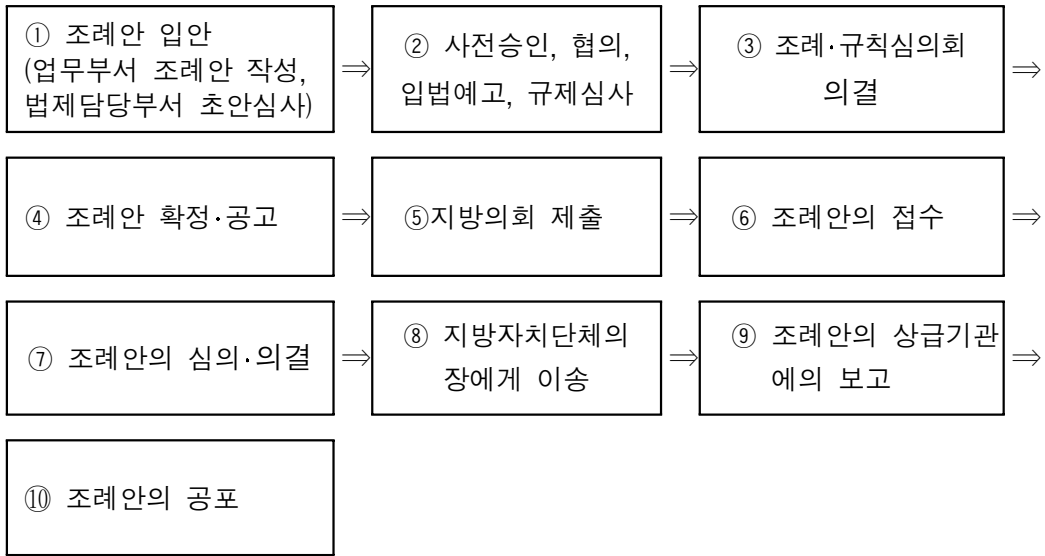 ① 조례안 입안
(업무부서 조례안 작성,
법제담당부서 초안심사)
⇒
② 사전승인, 협의,
입법예고, 규제심사
⇒
③ 조례·규칙심의회
의결
⇒
④ 조례안 확정·공고
⇒
⑤지방의회 제출
⇒
⑥ 조례안의 접수
⇒
⑦ 조례안의 심의·의결
⇒
⑧ 지방자치단체의
장에게 이송
⇒
⑨ 조례안의 상급기관
에의 보고
⇒
⑩ 조례안의 공포